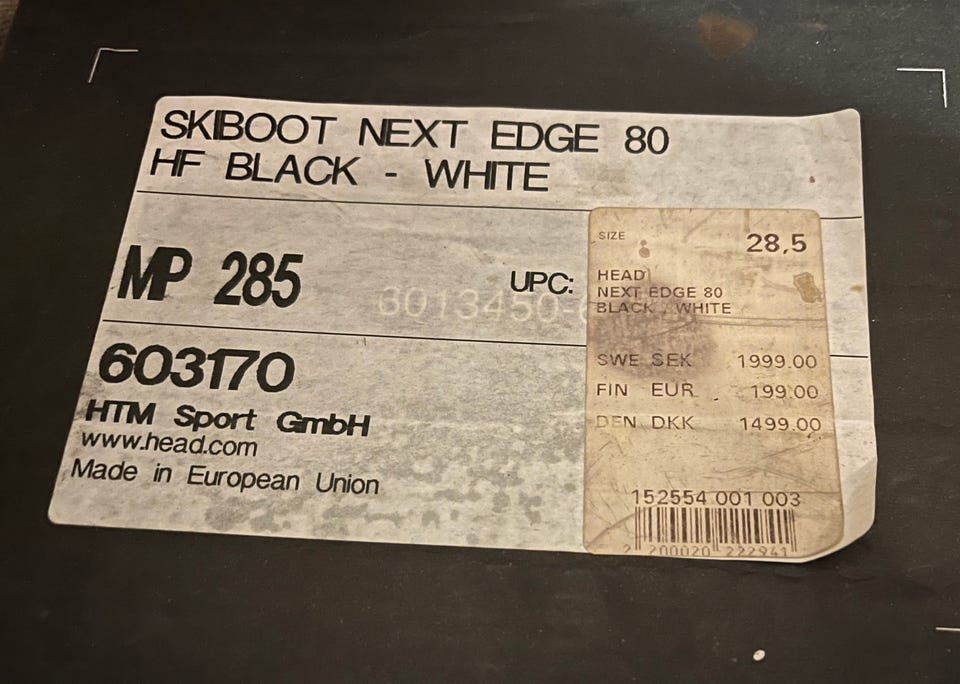 SKIBOOT NEXT EDGE 80
HF BLACK - WHITE
MP 285
UPC:
603170
HTM Sport GmbH
www.head.com
Made in European Union
SIZE 28,5
HEAD
NEXT EDGE 80
BLACK WHITE
SWE SEK 1999.00
FIN EUR 199.00
DEN DKK 1499.00
152554 001 003
2 200020 222941